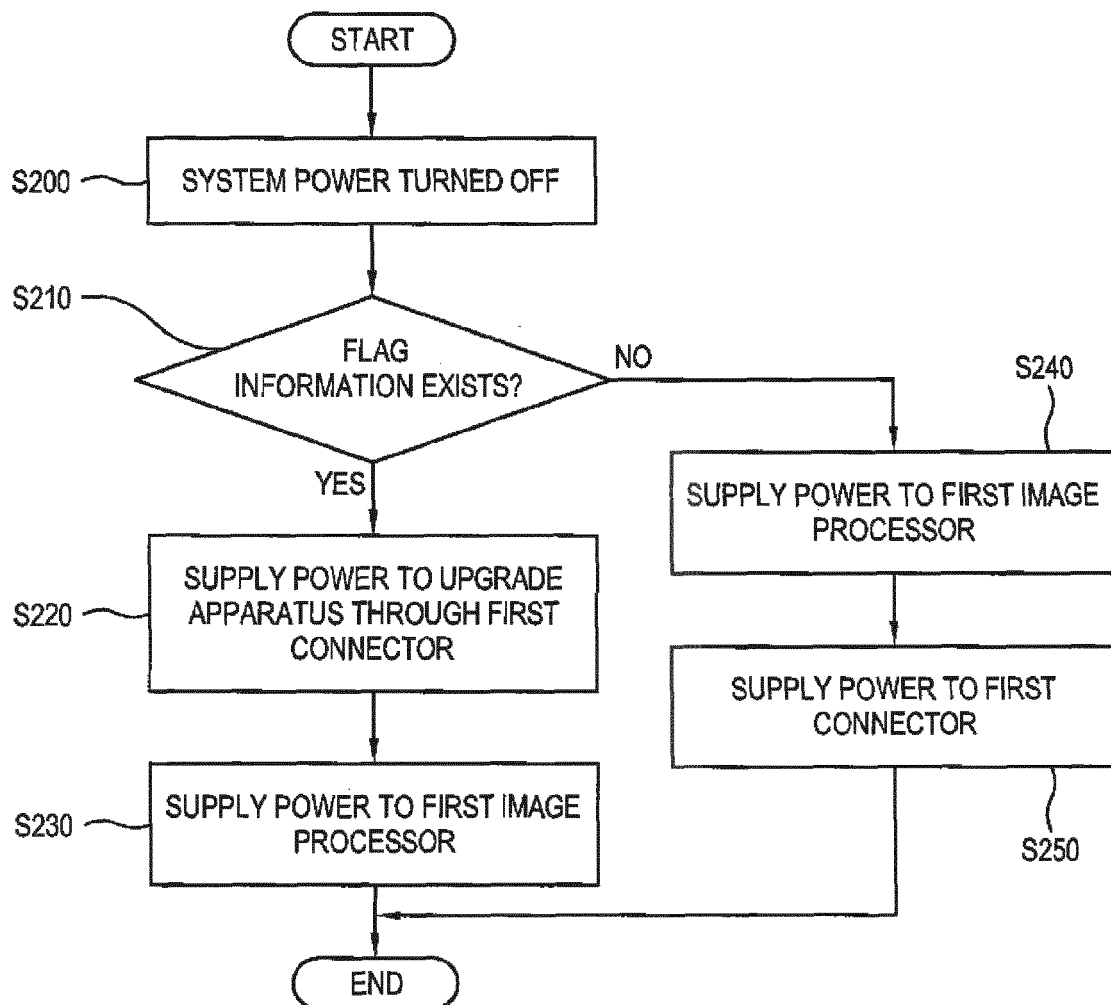 START
S200
SYSTEM POWER TURNED OFF
S210
FLAG
INFORMATION EXISTS?
NO
YES
S220
SUPPLY POWER TO UPGRADE
APPARATUS THROUGH FIRST
CONNECTOR
S230
SUPPLY POWER TO FIRST IMAGE
PROCESSOR
S240
SUPPLY POWER TO FIRST IMAGE
PROCESSOR
SUPPLY POWER TO FIRST
CONNECTOR
S250
END